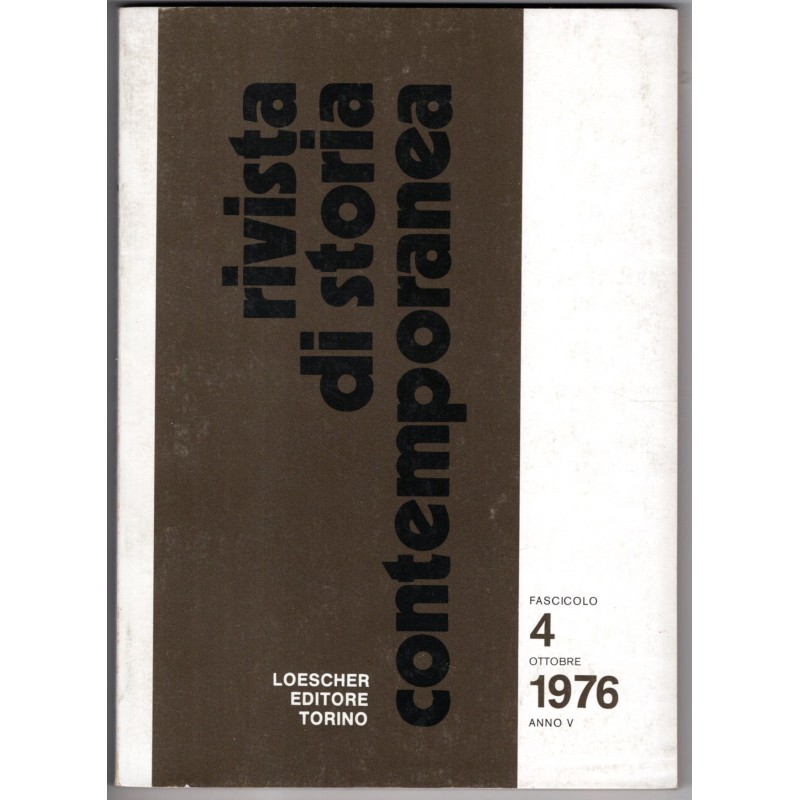 rivista
di storia
contemporanea
LOESCHER
EDITORE
TORINO
FASCICOLO
4
OTTOBRE
1976
ANNO V